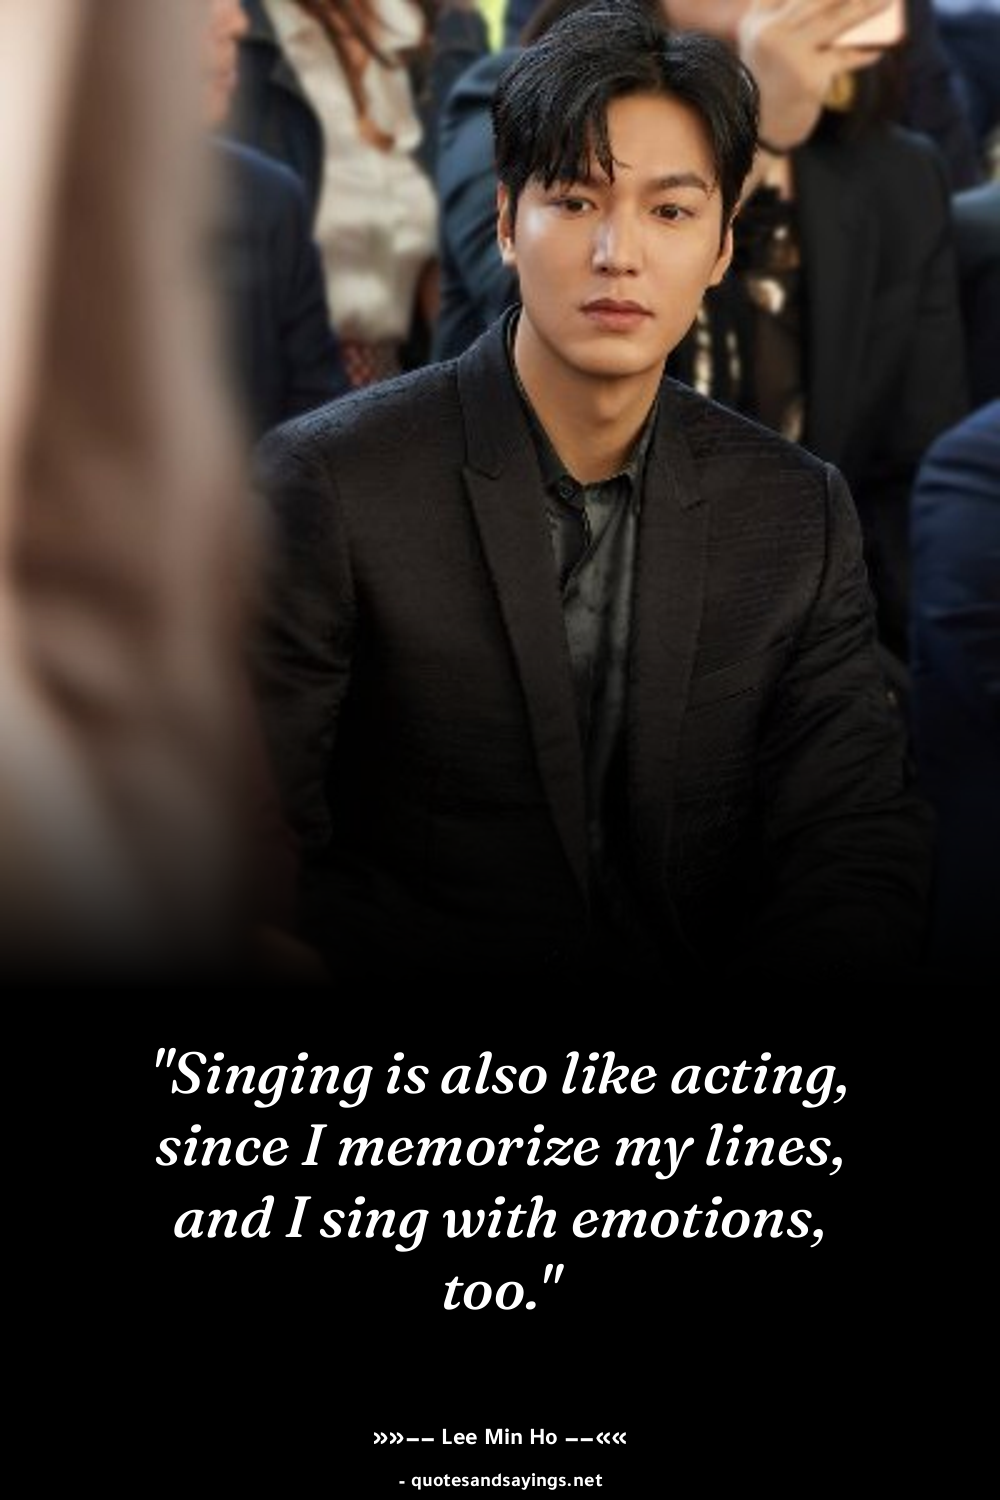 "Singing is also like acting,
since I memorize my lines,
and I sing with emotions,
too."
»»−− Lee Min Ho −−««
- quotesandsayings.net